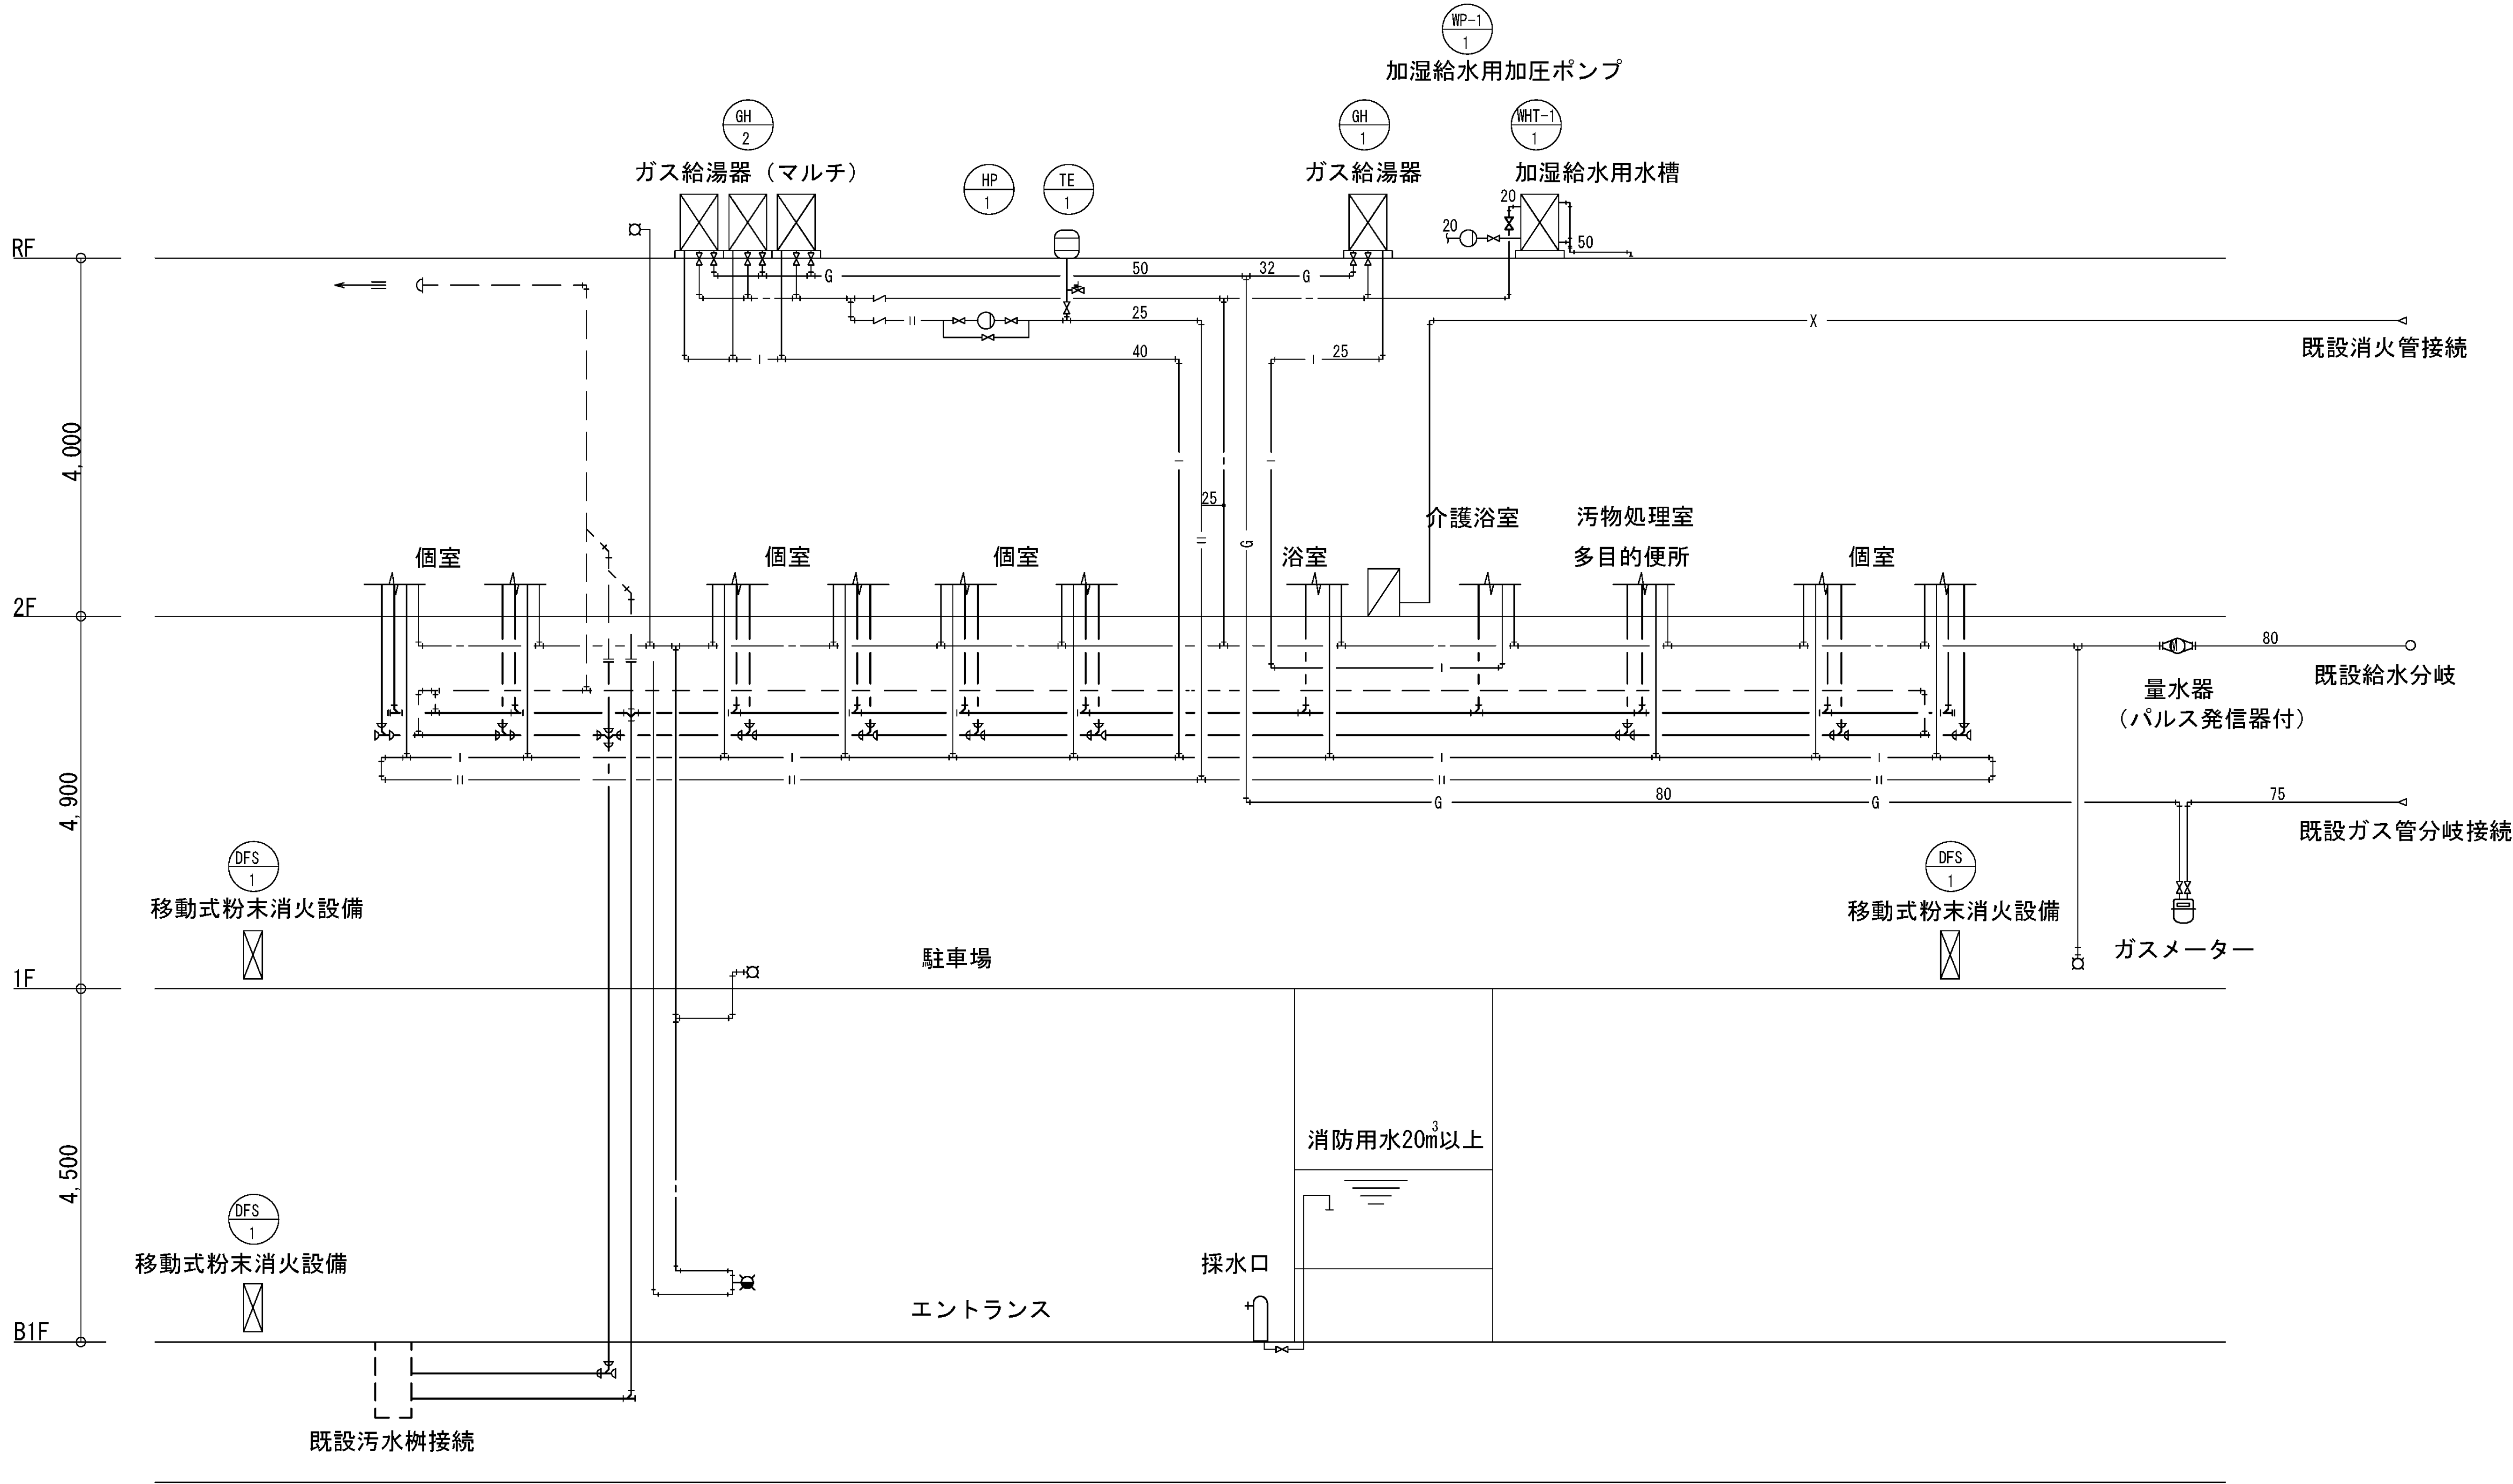 WP-1
1
加湿給水用加圧ポンプ
GH
2
ガス給湯器（マルチ）
HP
1
TE
1
GH
1
ガス給湯器
WHT-1
1
加湿給水用水槽
20
20
50
RF
G
50
32
G
25
X
既設消火管接続
40
25
4,000
25
G
介護浴室
汚物処理室
個室
個室
個室
浴室
多目的便所
個室
2F
M
80
既設給水分岐
量水器
（パルス発信器付）
G
80
G
75
既設ガス管分岐接続
4,900
DFS
1
移動式粉末消火設備
DFS
1
移動式粉末消火設備
ガスメーター
駐車場
1F
消防用水20m3以上
4,500
DFS
1
移動式粉末消火設備
採水口
エントランス
B1F
既設汚水桝接続